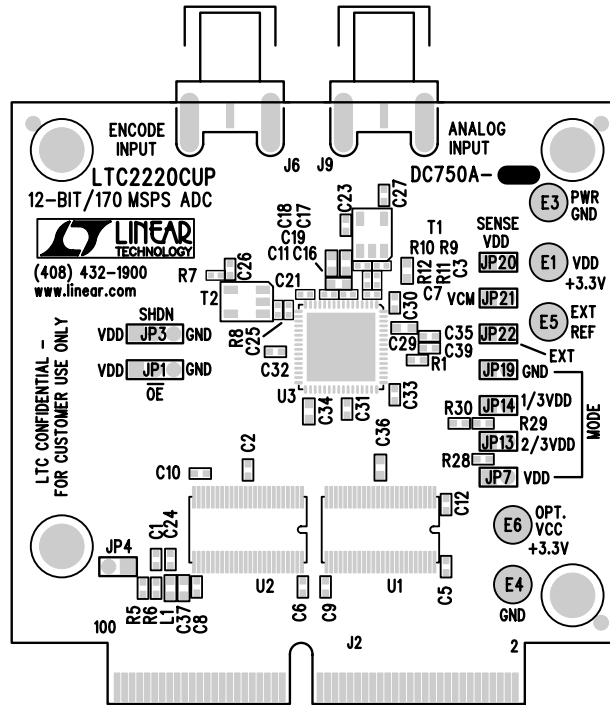 ENCODE
INPUT
ANALOG
INPUT
J6
J9
LTC2220CUP
12-BIT/170 MSPS ADC
DC750A-
LINEAR
TECHNOLOGY
(408) 432-1900
www.linear.com
E3
PWR
GND
E1
VDD
+3.3V
E5
EXT
REF
SENSE
VDD
JP20
VCM
JP21
JP22
EXT
JP19
GND
JP14
1/3VDD
R30
R29
JP13
2/3VDD
R28
JP7
VDD
MODE
C27
C23
C18
C17
C19
C11
C16
T1
R10
R9
R12
R11
C3
C7
C26
R7
C21
T2
R8
C25
C30
C29
C35
C39
R1
C32
U3
C34
C31
C33
SHDN
VDD
JP3
GND
VDD
JP1
GND
OE
LTC CONFIDENTIAL -
FOR CUSTOMER USE ONLY
C10
C2
C36
C12
C1
C24
JP4
U2
U1
C5
R5
R6
L1
C37
C8
C6
C9
E6
OPT.
VCC
+3.3V
E4
GND
100
J2
2